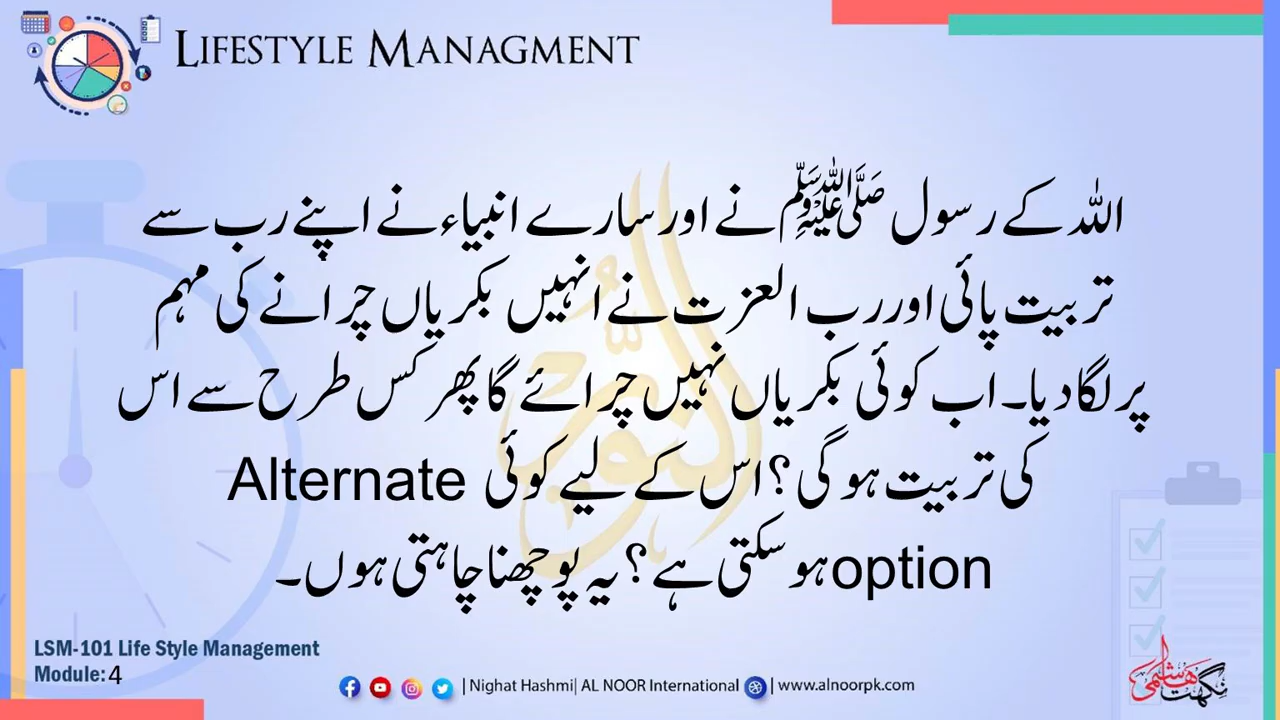 LIFESTYLE MANAGMENT
اللہ کے رسول ﷺ نے اور سارے انبیاء نے اپنے رب سے
تربیت پائی اور رب العزت نے انہیں بکریاں چرانے کی مہم
پر لگا دیا۔ اب کوئی بکریاں نہیں چرائے گا پھر کس طرح سے اس
کی تربیت ہو گی؟ اس کے لیے کوئی Alternate
option ہو سکتی ہے؟ یہ پوچھنا چاہتی ہوں۔
النور
LSM-101 Life Style Management
Module: 4
| Nighat Hashmi| AL NOOR International | www.alnoorpk.com
نگہت ہاشمی